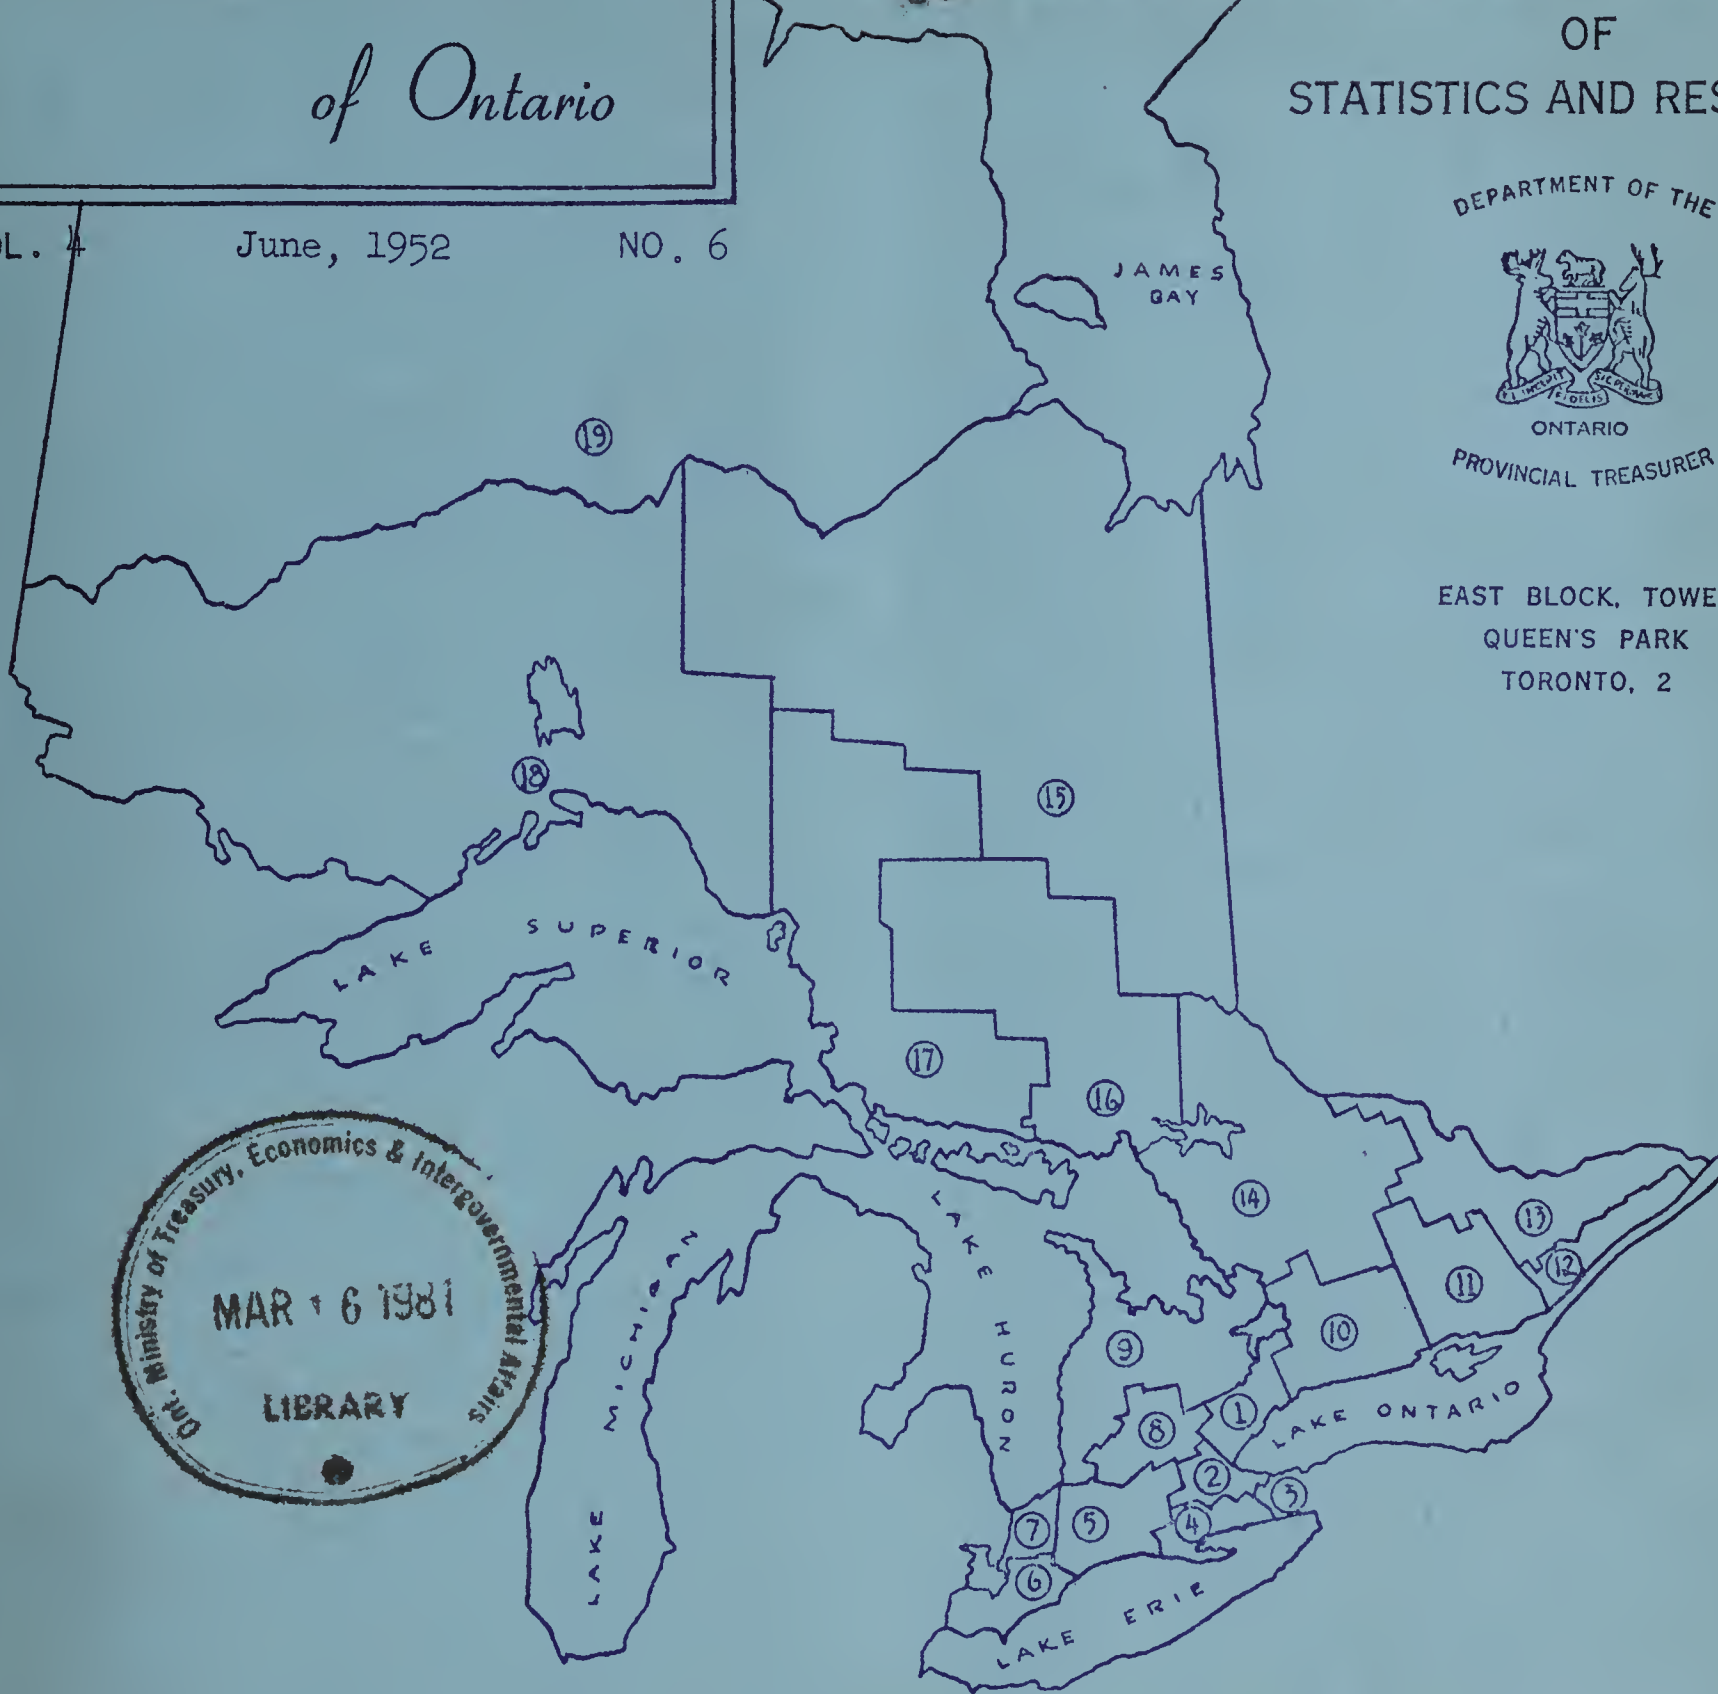 of Ontario
OF
STATISTICS AND RES
VOL. 4 June, 1952 NO. 6
DEPARTMENT OF THE
ONTARIO
PROVINCIAL TREASURER
EAST BLOCK, TOWE
QUEEN'S PARK
TORONTO, 2
JAMES
BAY
19
18
15
LAKE SUPERIOR
17
16
14
13
12
11
10
9
8
1
2
3
4
5
7
6
LAKE MICHIGAN
LAKE HURON
LAKE ONTARIO
LAKE ERIE
Ont. Ministry of Treasury, Economics & Intergovernmental Affairs
MAR 16 1981
LIBRARY